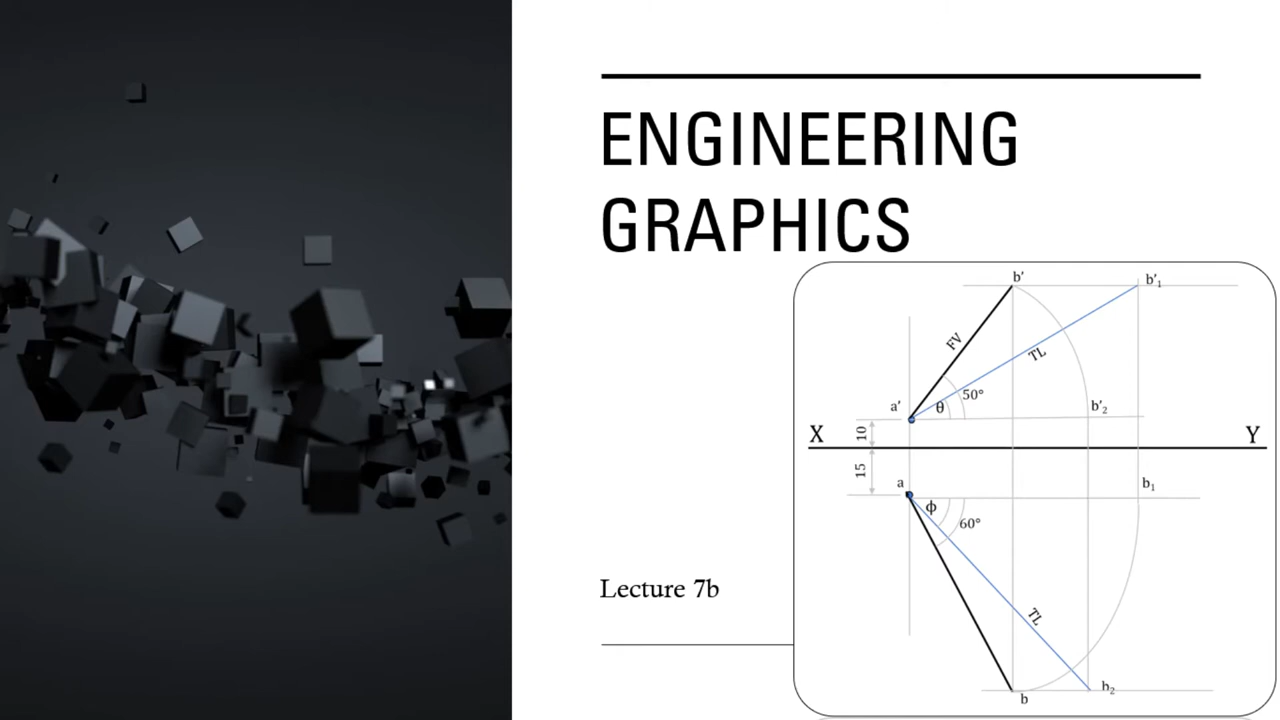 ENGINEERING
GRAPHICS
b’
b’₁
FV
TL
50°
a’
θ
b’₂
10
X
Y
15
a
b₁
ϕ
60°
TL
Lecture 7b
b₂
b